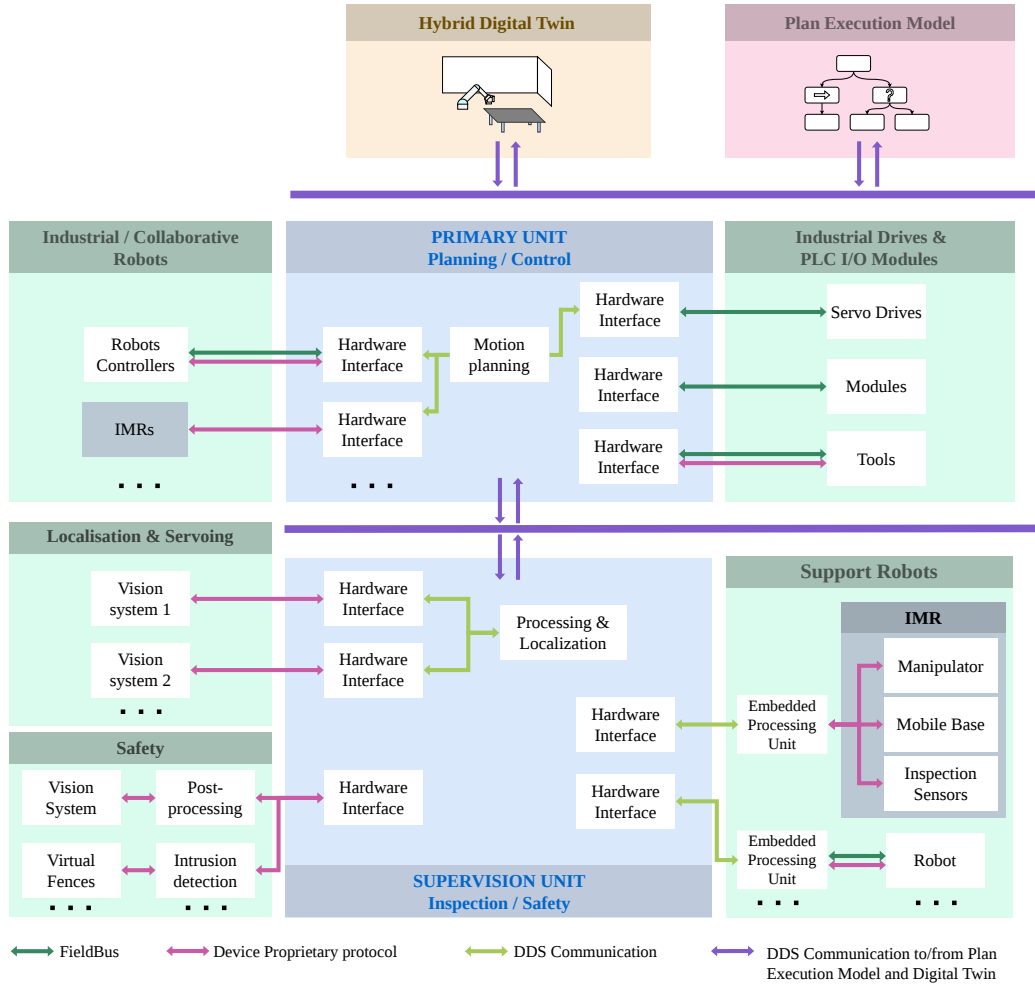 Hybrid Digital Twin
Plan Execution Model
?
Industrial / Collaborative
Robots
PRIMARY UNIT
Planning / Control
Industrial Drives &
PLC I/O Modules
Robots
Controllers
IMRs
. . .
Hardware
Interface
Hardware
Interface
. . .
Motion
planning
Hardware
Interface
Hardware
Interface
Hardware
Interface
Servo Drives
Modules
Tools
Localisation & Servoing
Vision
system 1
Vision
system 2
. . .
Hardware
Interface
Hardware
Interface
Processing &
Localization
Safety
Vision
System
Post-
processing
Virtual
Fences
Intrusion
detection
. . .
. . .
Hardware
Interface
Hardware
Interface
Hardware
Interface
SUPERVISION UNIT
Inspection / Safety
Support Robots
IMR
Manipulator
Mobile Base
Inspection
Sensors
Embedded
Processing
Unit
Embedded
Processing
Unit
Robot
. . .
. . .
FieldBus
Device Proprietary protocol
DDS Communication
DDS Communication to/from Plan
Execution Model and Digital Twin